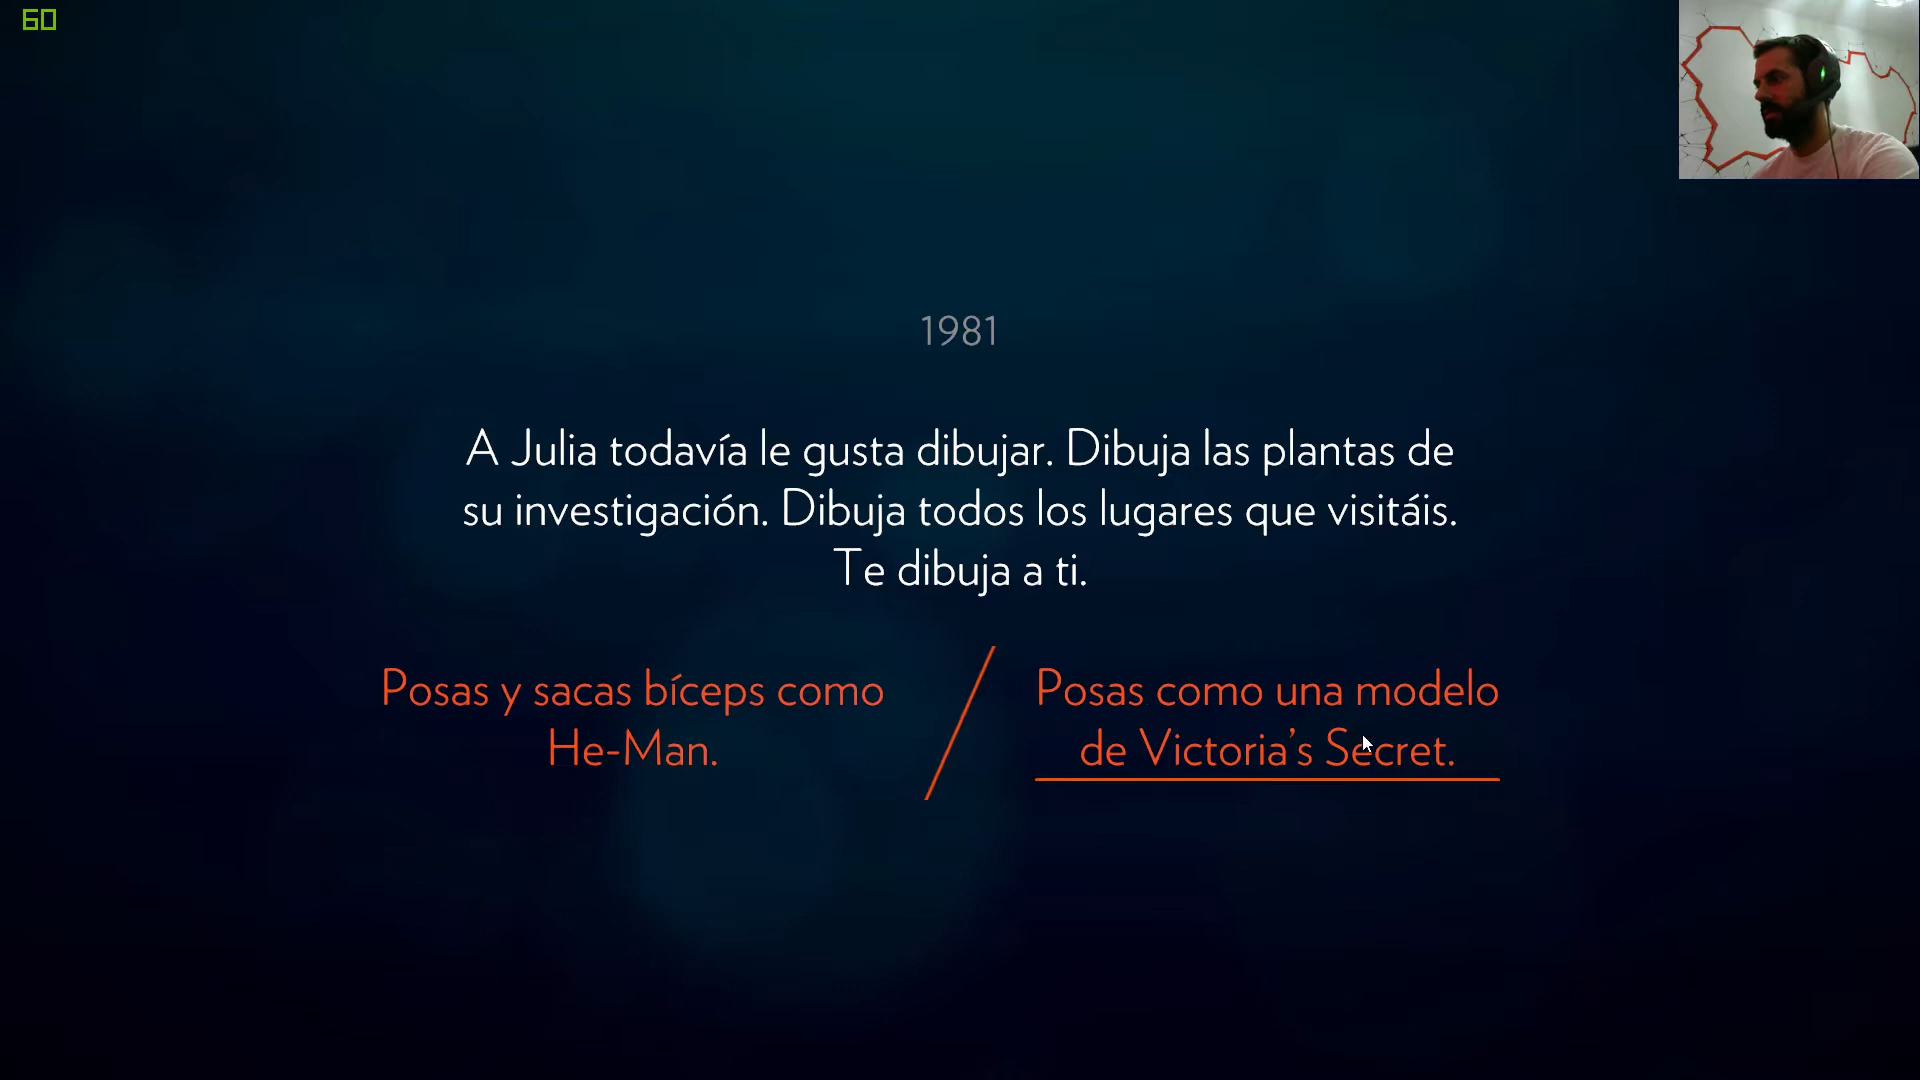 60
1981
A Julia todavía le gusta dibujar. Dibuja las plantas de
su investigación. Dibuja todos los lugares que visitáis.
Te dibuja a ti.
Posas y sacas bíceps como
He-Man.
Posas como una modelo
de Victoria’s Secret.